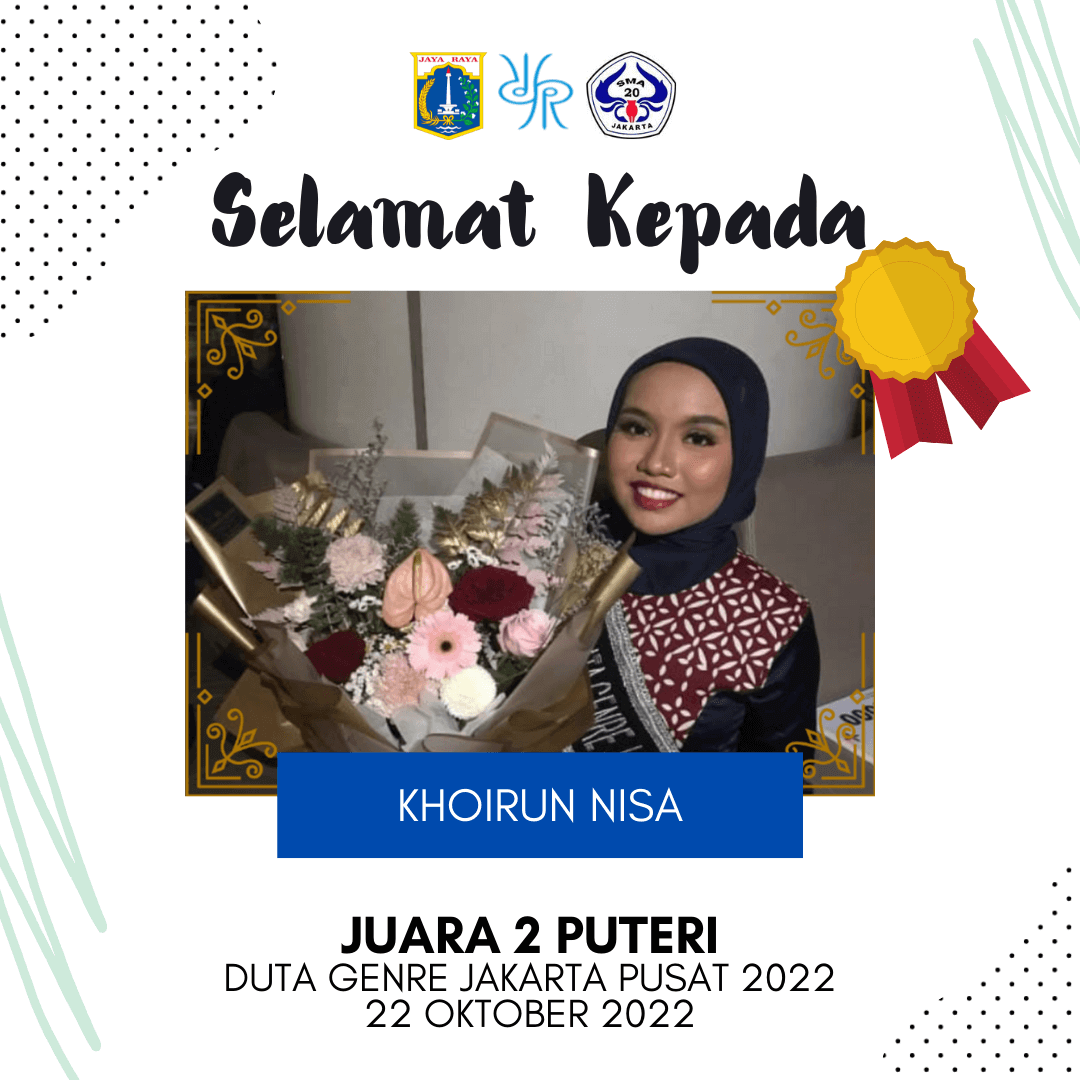 JAYA RAYA
SMA
20
JAKARTA
Selamat Kepada
GENRE
KHOIRUN NISA
JUARA 2 PUTERI
DUTA GENRE JAKARTA PUSAT 2022
22 OKTOBER 2022